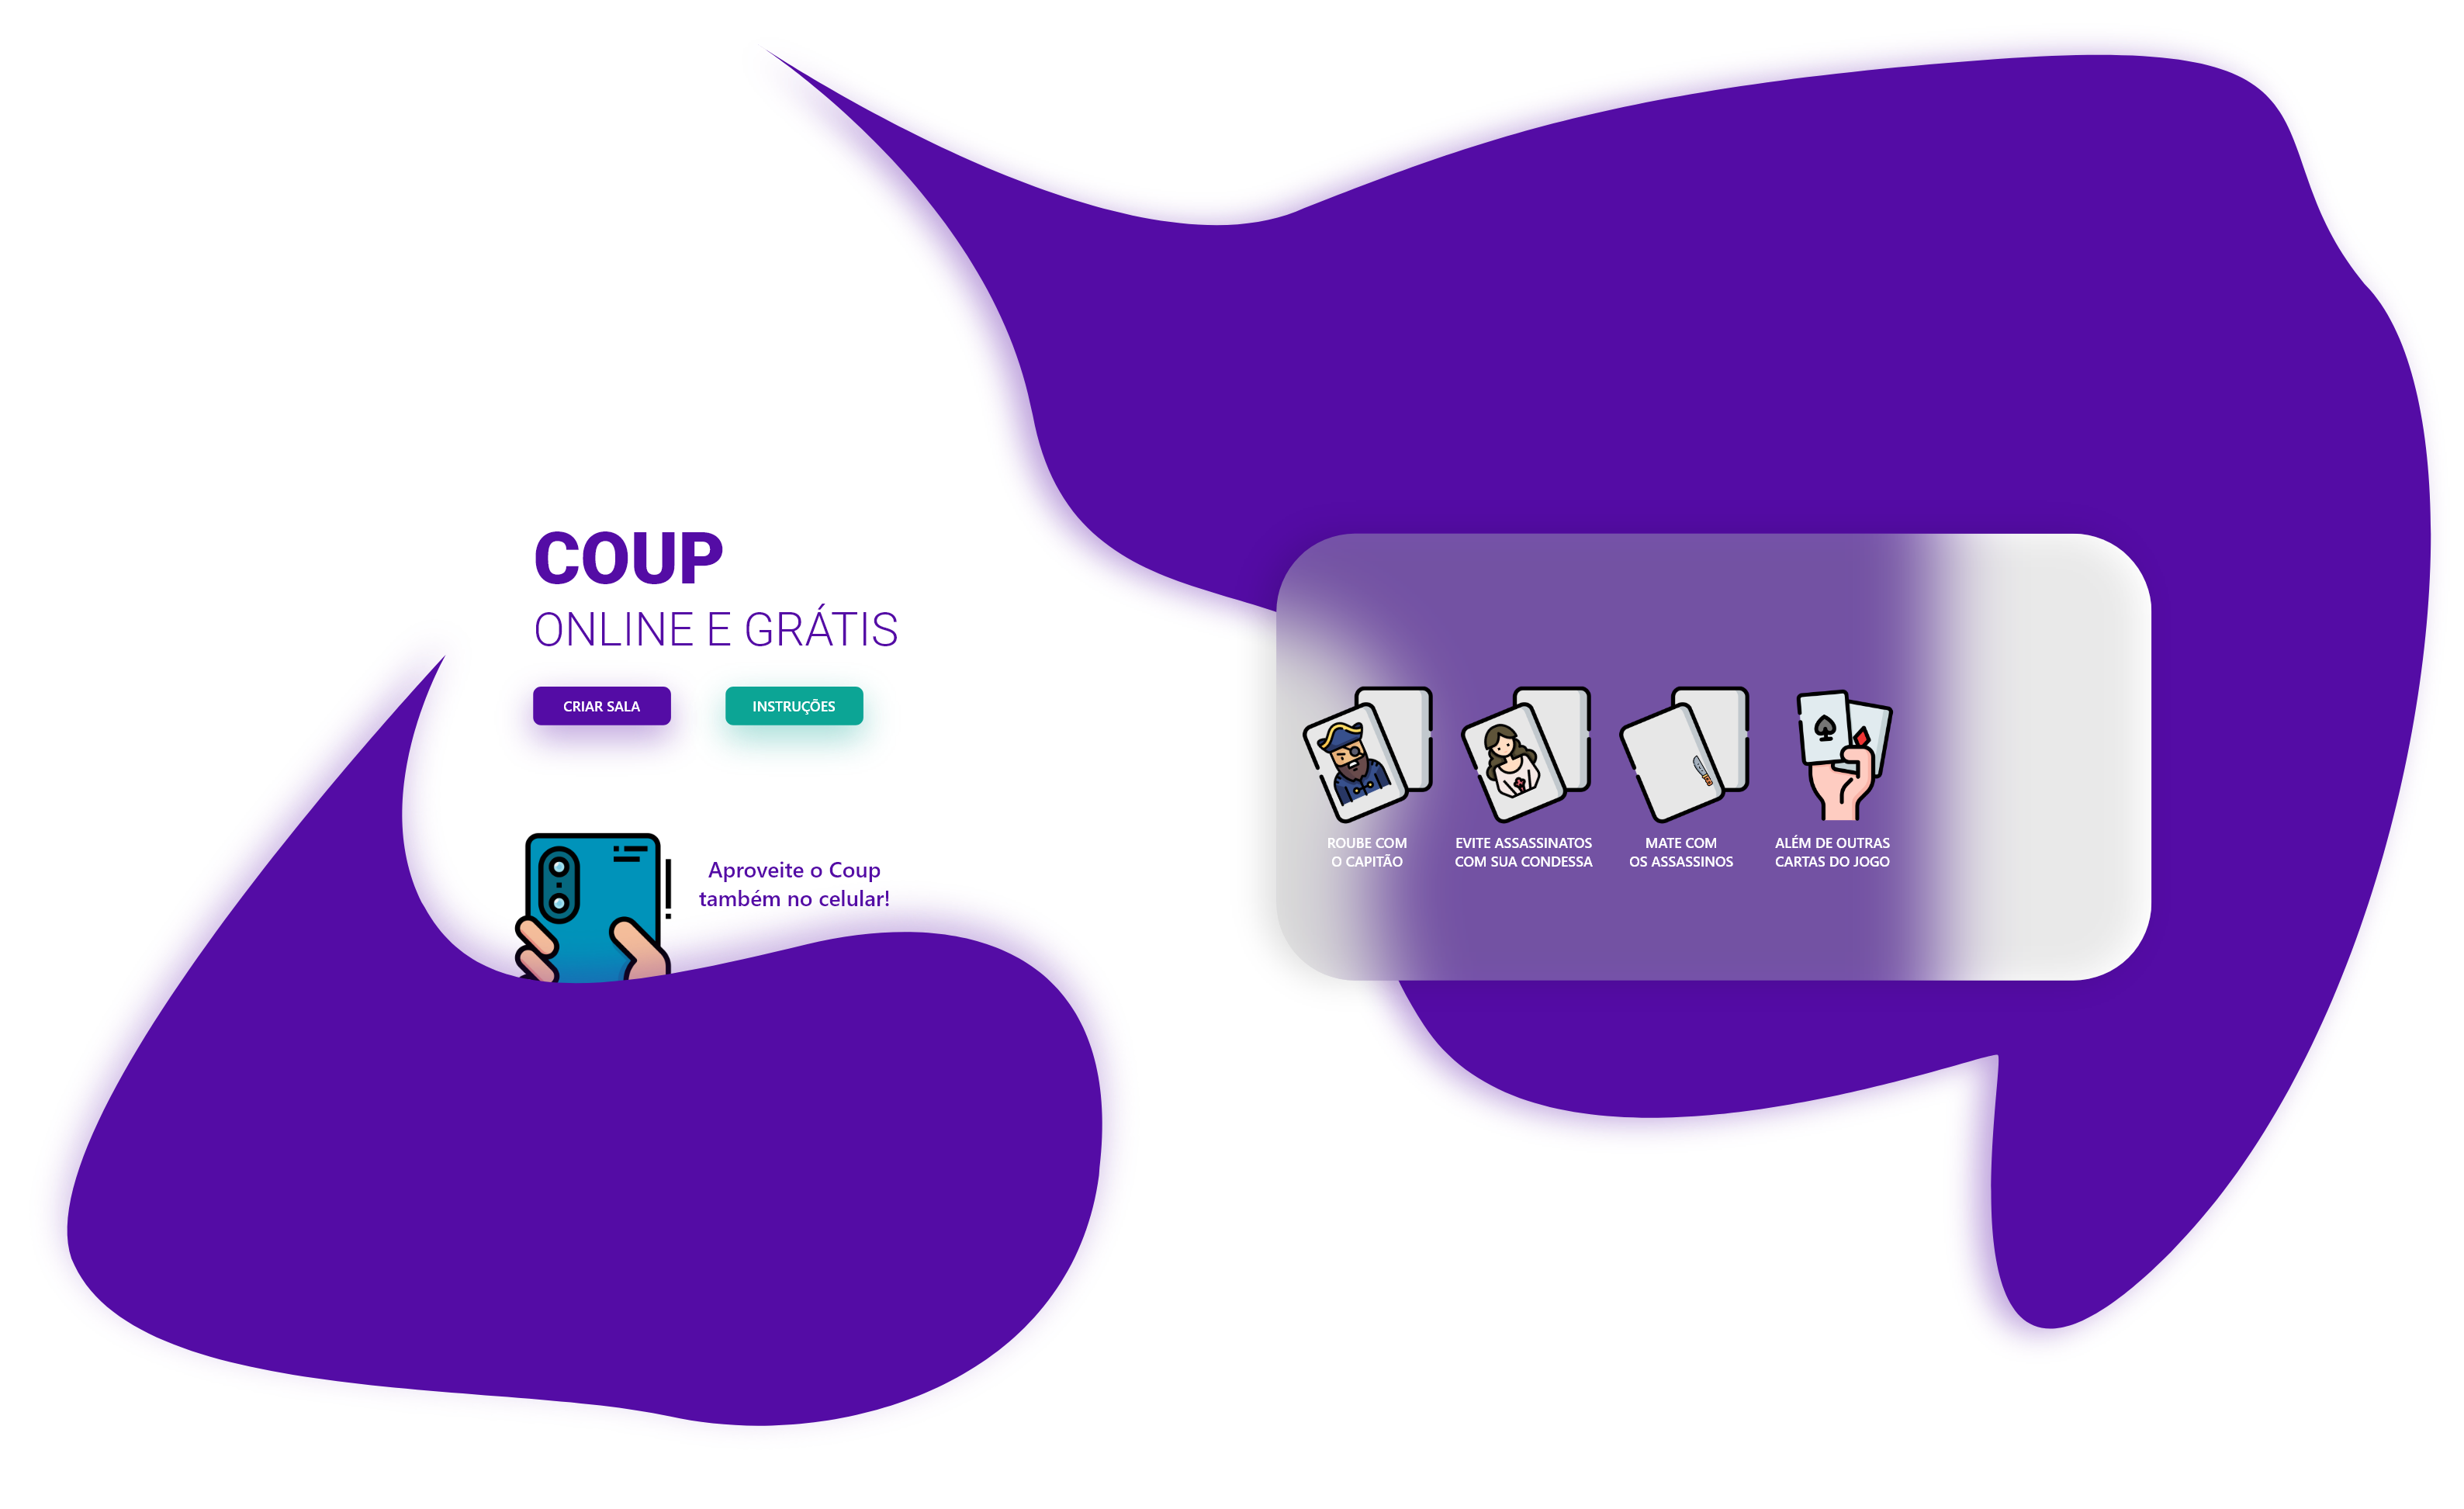 COUP
ONLINE E GRÁTIS
CRIAR SALA
INSTRUÇÕES
Aproveite o Coup
também no celular!
ROUBE COM
O CAPITÃO
EVITE ASSASSINATOS
COM SUA CONDESSA
MATE COM
OS ASSASSINOS
ALÉM DE OUTRAS
CARTAS DO JOGO